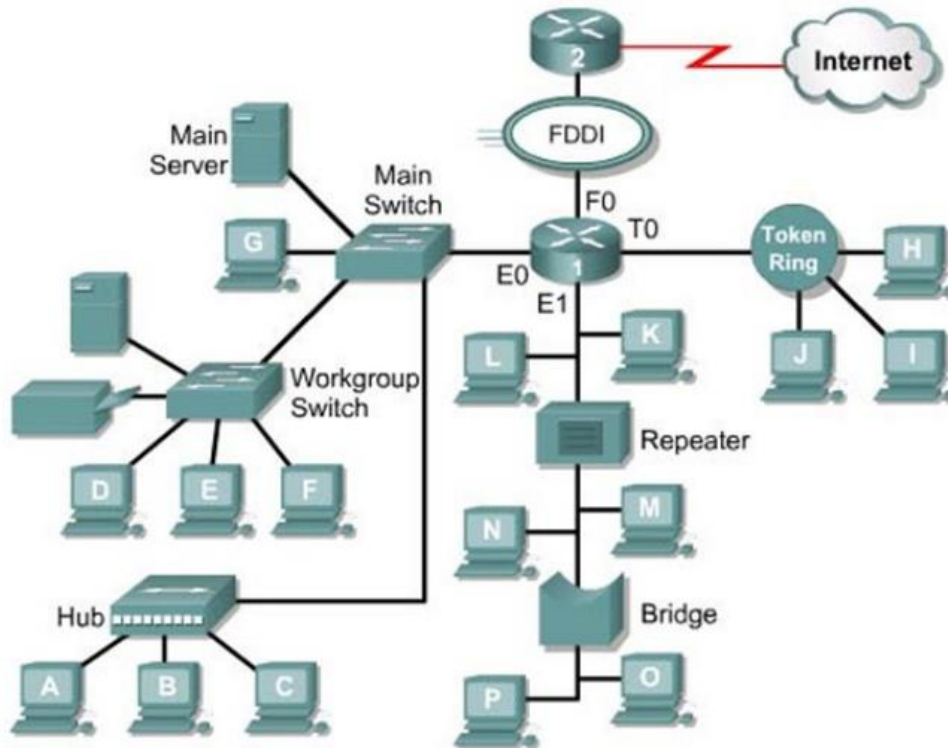 2
Internet
FDDI
Main
Server
Main
Switch
F0
T0
G
E0
1
E1
Token
Ring
H
L
K
J
I
Workgroup
Switch
Repeater
D
E
F
N
M
Hub
Bridge
A
B
C
P
O